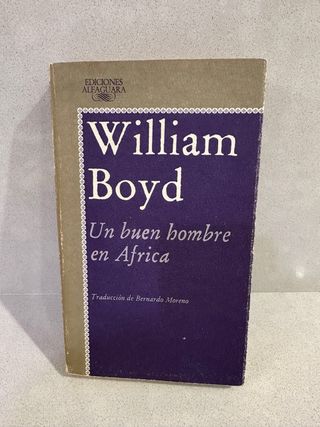 EDICIONES
ALFAGUARA
William
Boyd
Un buen hombre
en Africa
Traducción de Bernardo Moreno